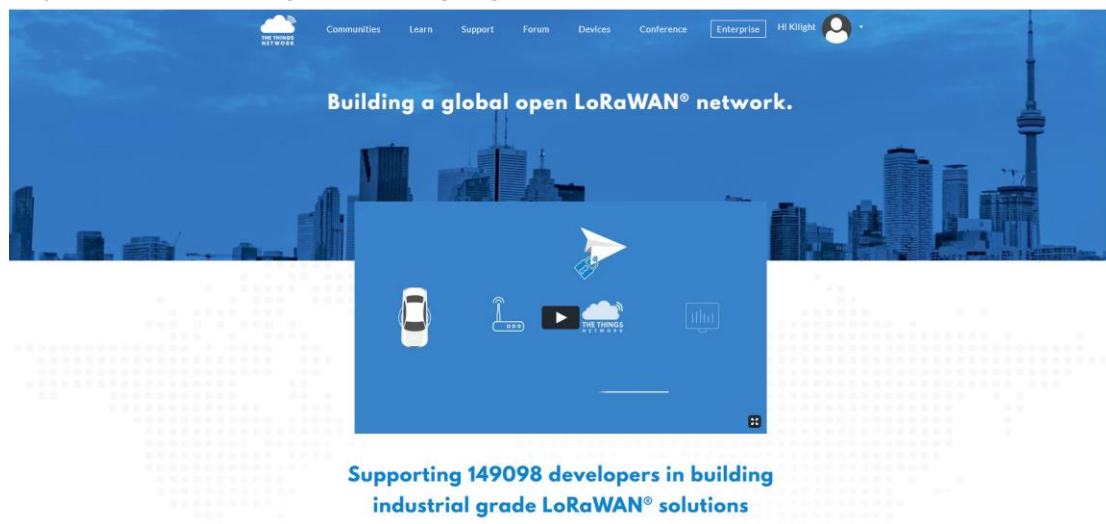 THE THINGS
NETWORK
Communities Learn Support Forum Devices Conference Enterprise Hi Kilight
Building a global open LoRaWAN® network.
THE THINGS
NETWORK
Supporting 149098 developers in building
industrial grade LoRaWAN® solutions